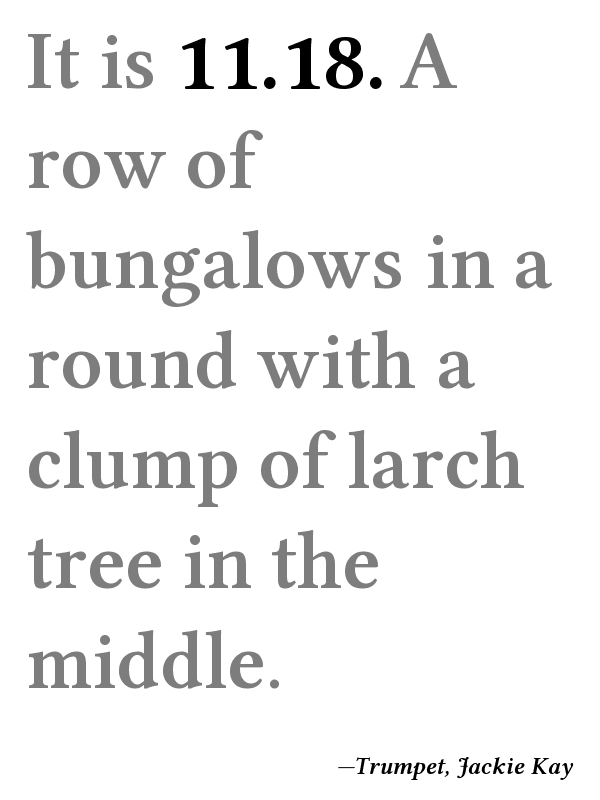 It is 11.18. A
row of
bungalows in a
round with a
clump of larch
tree in the
middle.
—Trumpet, Jackie Kay